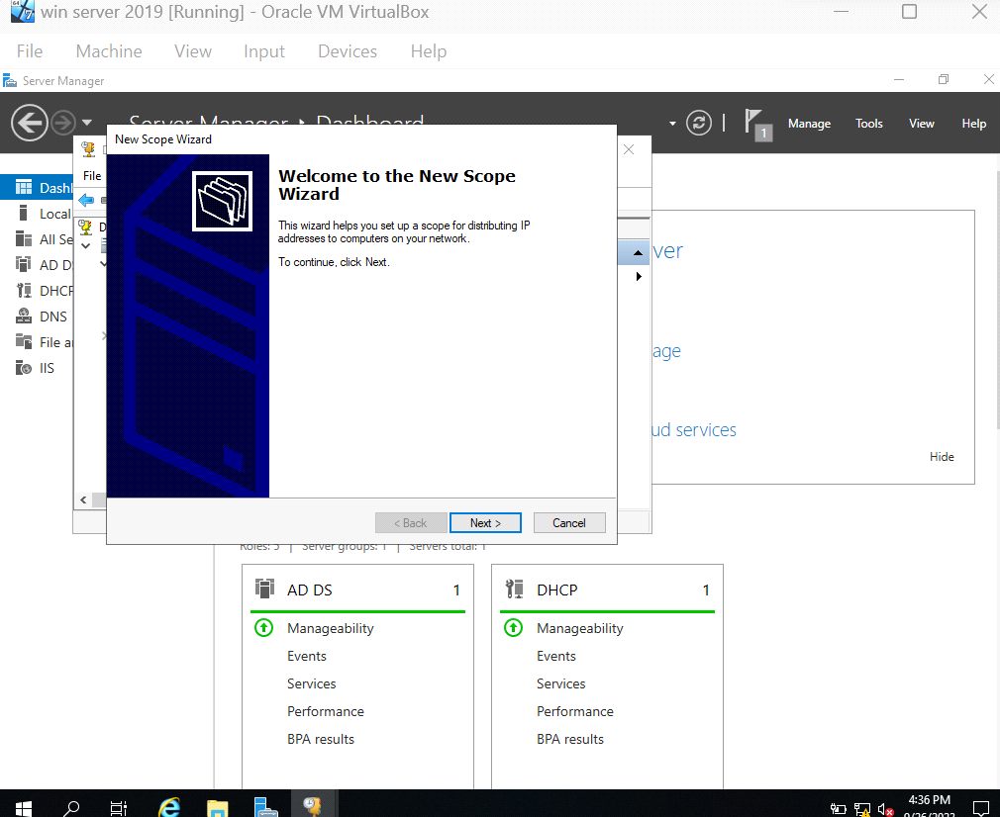 win server 2019 [Running] - Oracle VM VirtualBox
File Machine View Input Devices Help
Server Manager
Server Manager Dashboard
1
Manage Tools View Help
New Scope Wizard
File
Welcome to the New Scope
Wizard
This wizard helps you set up a scope for distributing IP
addresses to computers on your network.
To continue, click Next.
< Back Next > Cancel
Dashl
Local
All Se
AD D
DHCP
DNS
File a
IIS
D
ver
age
ud services
Hide
Roles: 5 | Server groups: 1 | Servers total: 1
AD DS 1
Manageability
Events
Services
Performance
BPA results
DHCP 1
Manageability
Events
Services
Performance
BPA results
4:36 PM